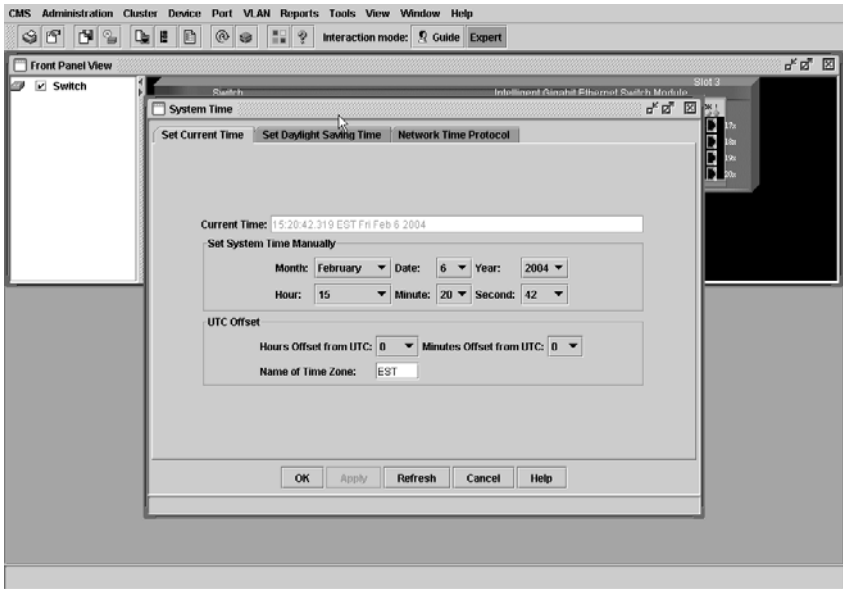 CMS Administration Cluster Device Port VLAN Reports Tools View Window Help
Interaction mode: Guide Expert
Front Panel View
Switch
Slot 3
Switch Intelligent Gigabit Ethernet Switch Module
System Time
Set Current Time Set Daylight Saving Time Network Time Protocol
17x
18x
19x
20x
Current Time: 15:20:42.319 EST Fri Feb 6 2004
Set System Time Manually
Month: February Date: 6 Year: 2004
Hour: 15 Minute: 20 Second: 42
UTC Offset
Hours Offset from UTC: 0 Minutes Offset from UTC: 0
Name of Time Zone: EST
OK Apply Refresh Cancel Help